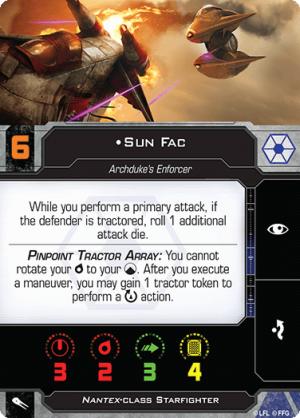 •Sun Fac
6
Archduke's Enforcer
While you perform a primary attack, if
the defender is tractored, roll 1 additional
attack die.
Pinpoint Tractor Array: You cannot
rotate your to your . After you execute
a maneuver, you may gain 1 tractor token to
perform a action.
3 2 3 4
Nantex-class Starfighter
©LFL ©FFG